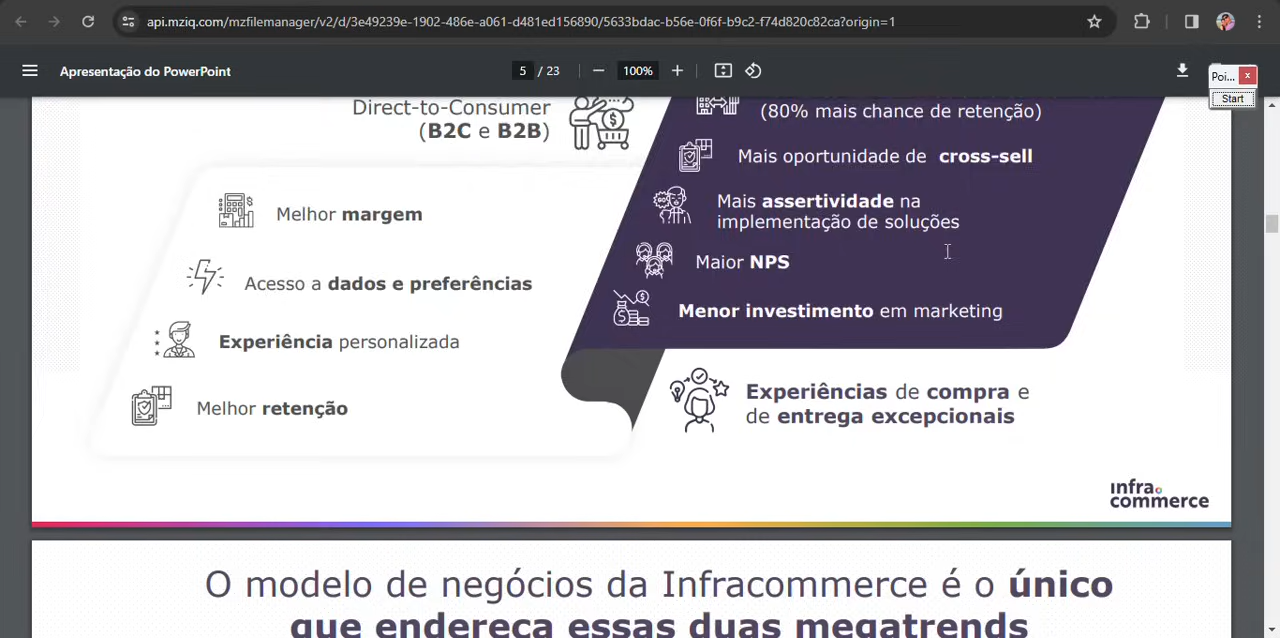 api.mziq.com/mzfilemanager/v2/d/3e49239e-1902-486e-a061-d481ed156890/5633bdac-b56e-0f6f-b9c2-f74d820c82ca?origin=1
Apresentação do PowerPoint
5 / 23
100%
Poi...
Start
Direct-to-Consumer
(B2C e B2B)
Melhor margem
Acesso a dados e preferências
Experiência personalizada
Melhor retenção
(80% mais chance de retenção)
Mais oportunidade de cross-sell
Mais assertividade na
implementação de soluções
Maior NPS
Menor investimento em marketing
Experiências de compra e
de entrega excepcionais
infra.
commerce
O modelo de negócios da Infracommerce é o único
que endereça essas duas megatrends